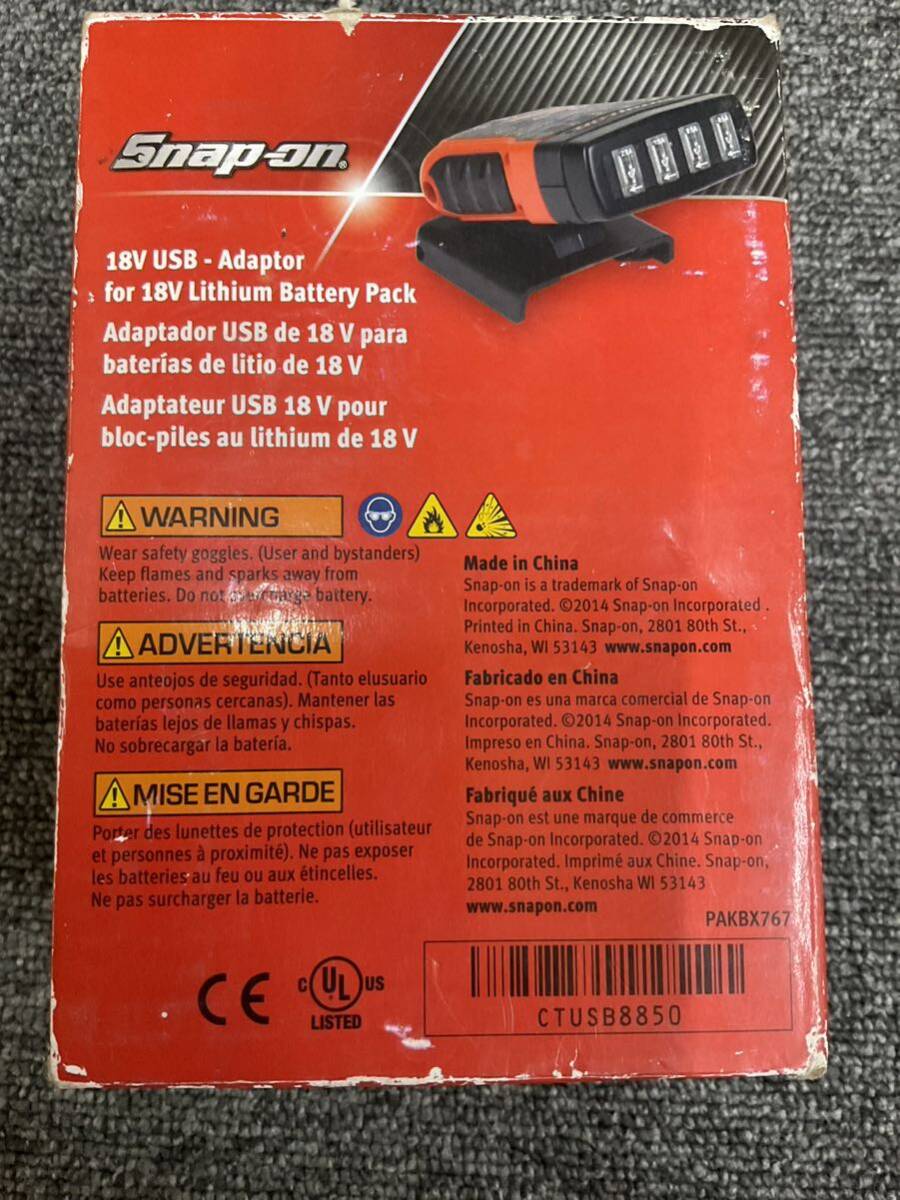 Snap-on®
18V USB - Adaptor
for 18V Lithium Battery Pack
Adaptador USB de 18 V para
baterías de litio de 18 V
Adaptateur USB 18 V pour
bloc-piles au lithium de 18 V
WARNING
Wear safety goggles. (User and bystanders)
Keep flames and sparks away from
batteries. Do not overcharge battery.
ADVERTENCIA
Use anteojos de seguridad. (Tanto elusuario
como personas cercanas). Mantener las
baterías lejos de llamas y chispas.
No sobrecargar la batería.
MISE EN GARDE
Porter des lunettes de protection (utilisateur
et personnes à proximité). Ne pas exposer
les batteries au feu ou aux étincelles.
Ne pas surcharger la batterie.
Made in China
Snap-on is a trademark of Snap-on
Incorporated. ©2014 Snap-on Incorporated .
Printed in China. Snap-on, 2801 80th St.,
Kenosha, WI 53143 www.snapon.com
Fabricado en China
Snap-on es una marca comercial de Snap-on
Incorporated. ©2014 Snap-on Incorporated.
Impreso en China. Snap-on, 2801 80th St.,
Kenosha, WI 53143 www.snapon.com
Fabriqué aux Chine
Snap-on est une marque de commerce
de Snap-on Incorporated. ©2014 Snap-on
Incorporated. Imprimé aux Chine. Snap-on,
2801 80th St., Kenosha WI 53143
www.snapon.com
PAKBX767
CE
C UL US
LISTED
CTUSB8850